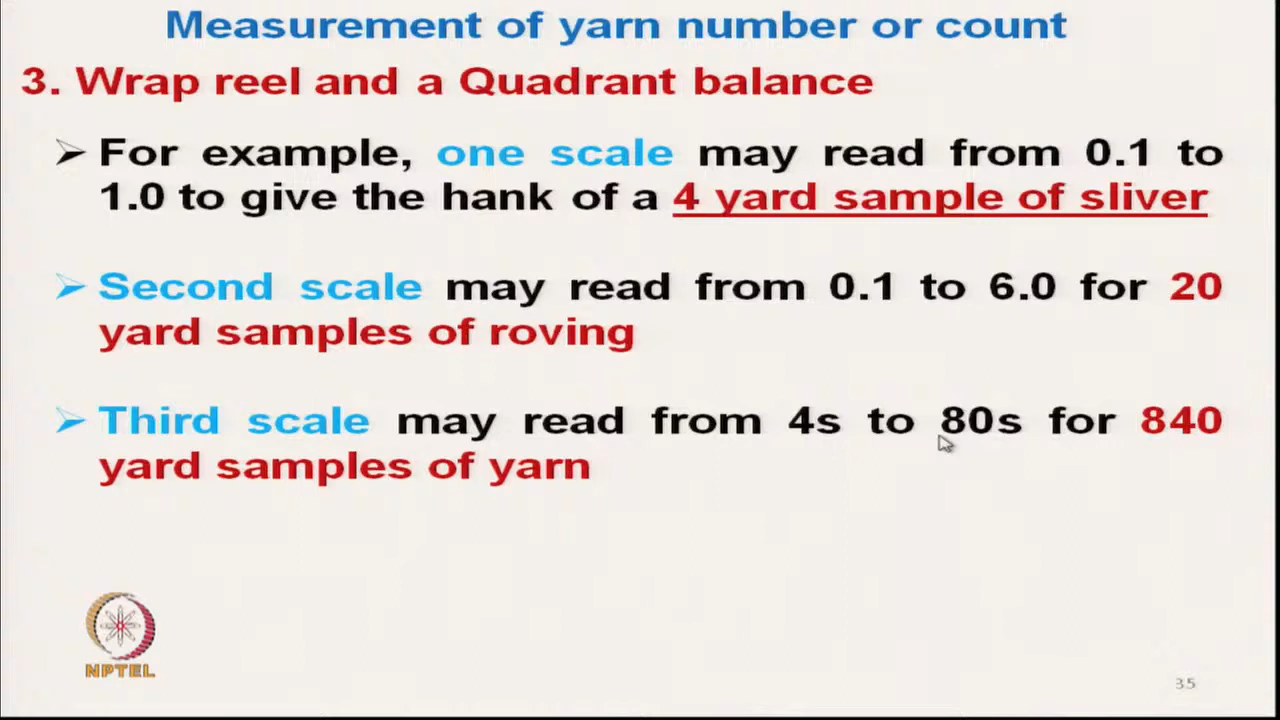 Measurement of yarn number or count
3. Wrap reel and a Quadrant balance
➢ For example, one scale may read from 0.1 to
1.0 to give the hank of a 4 yard sample of sliver
➢ Second scale may read from 0.1 to 6.0 for 20
yard samples of roving
➢ Third scale may read from 4s to 80s for 840
yard samples of yarn
NPTEL
35